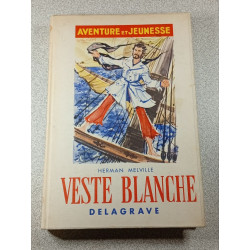 AVENTURE ET JEUNESSE
HERMAN MELVILLE
VESTE BLANCHE
DELAGRAVE